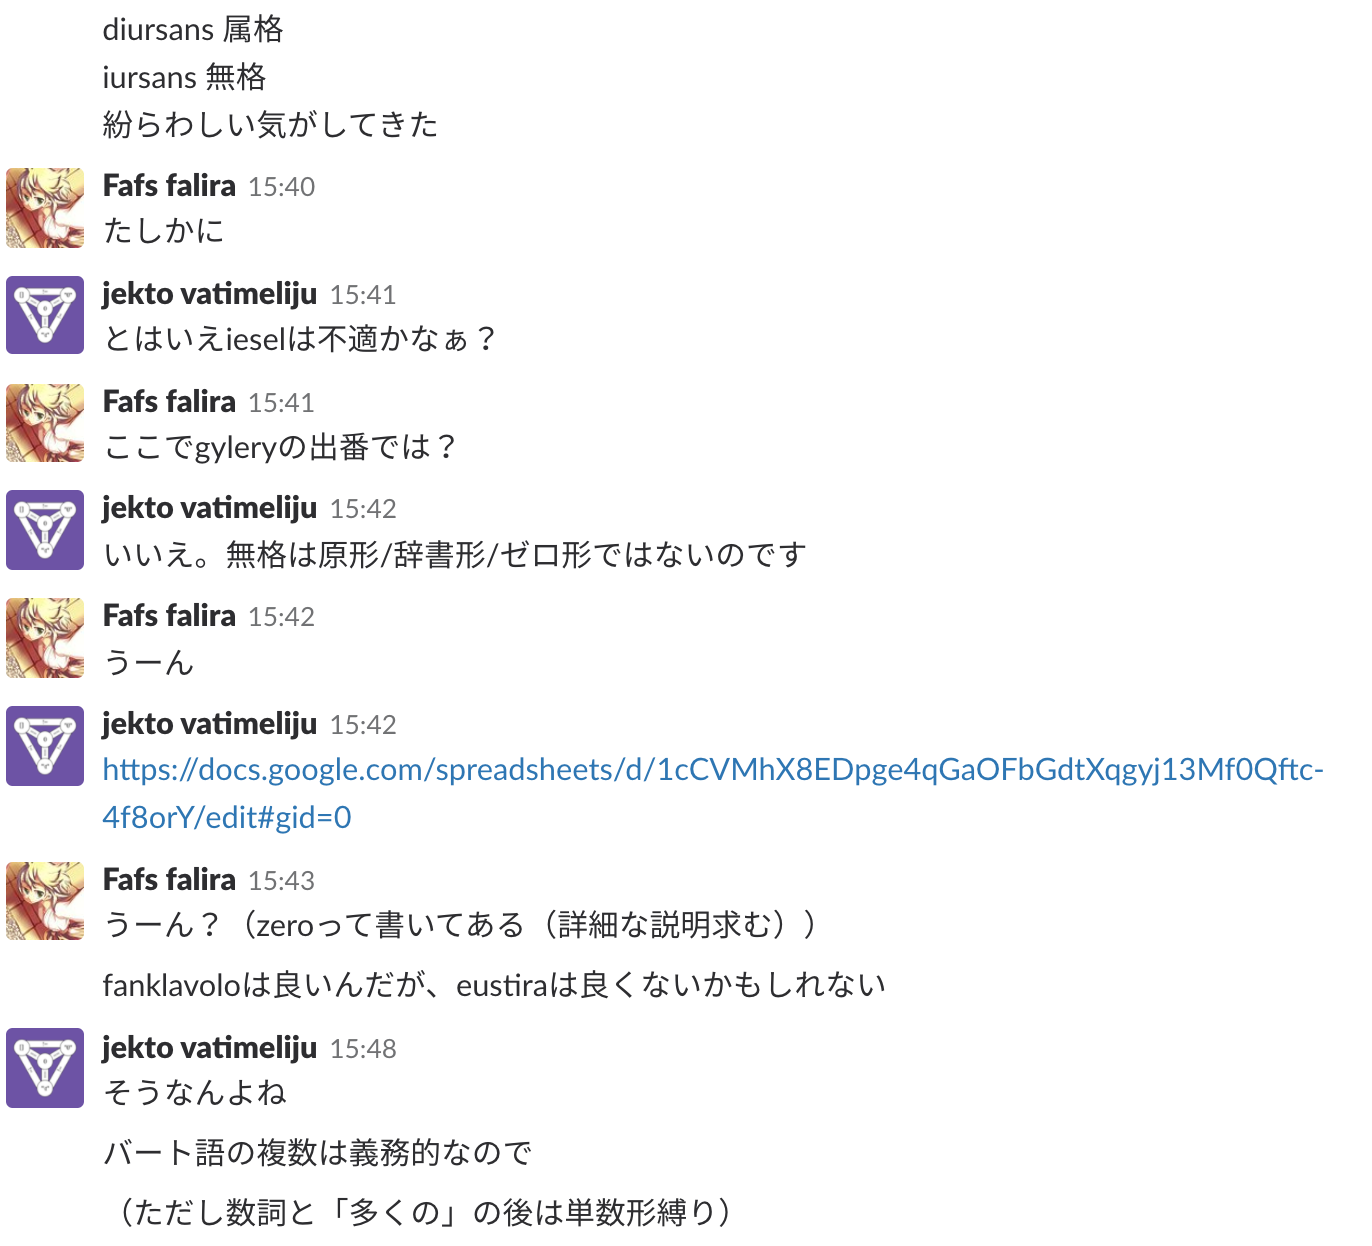 diursans 属格
iursans 無格
紛らわしい気がしてきた
Fafs falira 15:40
たしかに
jekto vatimeliju 15:41
とはいえieselは不適かなぁ？
Fafs falira 15:41
ここでgyleryの出番では？
jekto vatimeliju 15:42
いいえ。無格は原形/辞書形/ゼロ形ではないのです
Fafs falira 15:42
うーん
jekto vatimeliju 15:42
https://docs.google.com/spreadsheets/d/1cCVMhX8EDpge4qGaOFbGdtXqgyj13Mf0Qftc-
4f8orY/edit#gid=0
Fafs falira 15:43
うーん？（zeroって書いてある（詳細な説明求む））
fanklavoloは良いんだが、eustiraは良くないかもしれない
jekto vatimeliju 15:48
そうなんよね
バート語の複数は義務的なので
（ただし数詞と「多くの」の後は単数形縛り）